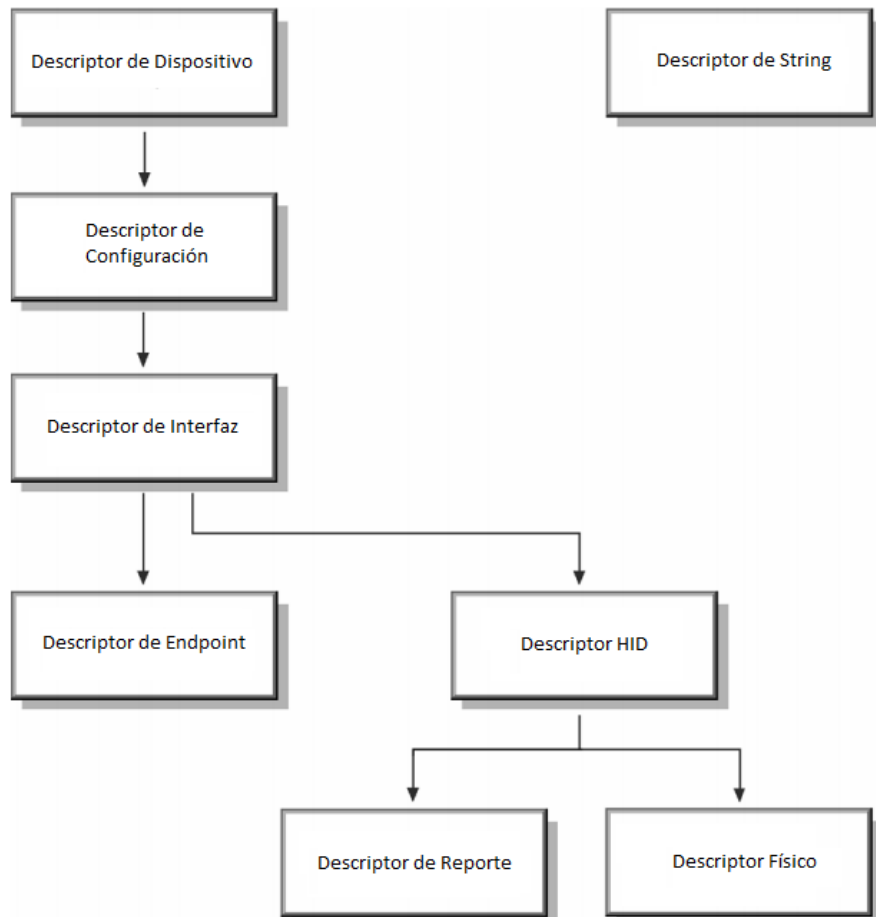 Descriptor de Dispositivo
Descriptor de String
Descriptor de
Configuración
Descriptor de Interfaz
Descriptor de Endpoint
Descriptor HID
Descriptor de Reporte
Descriptor Físico